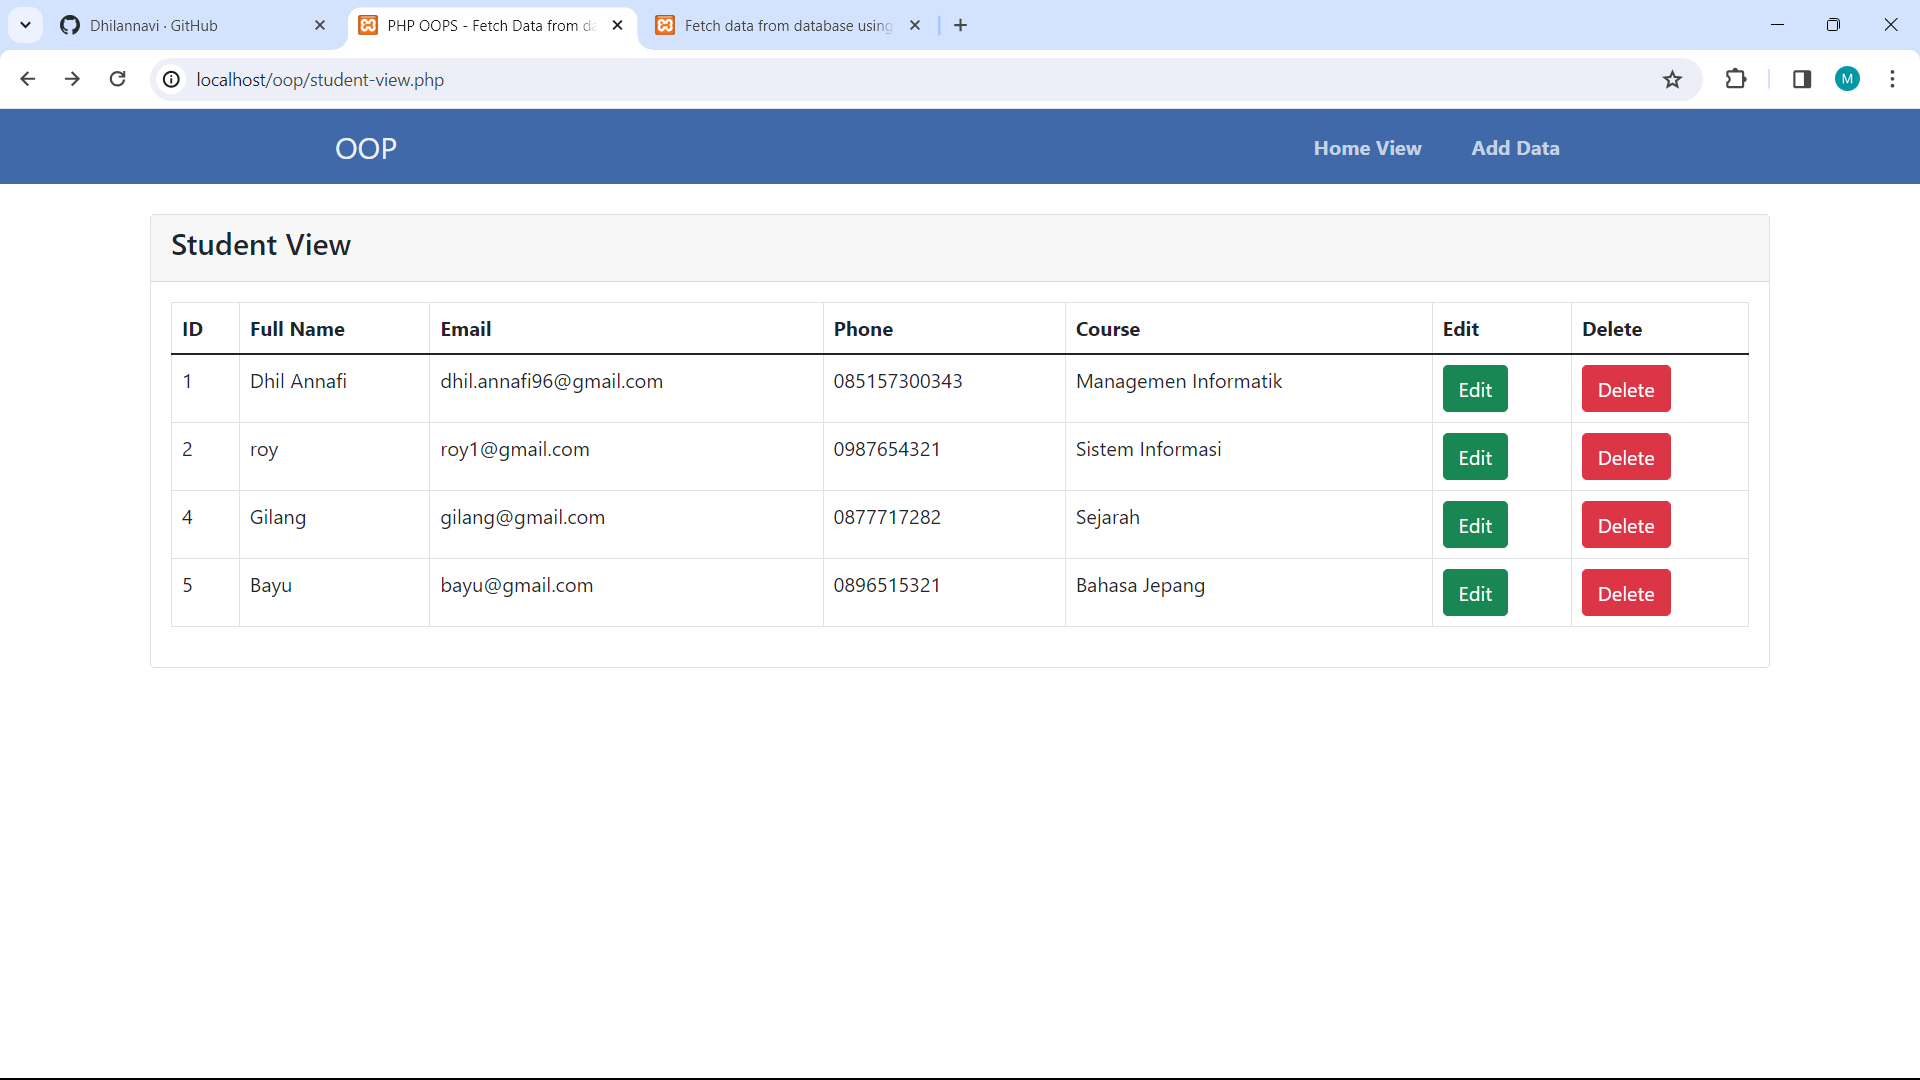 Dhilannavi · GitHub
PHP OOPS - Fetch Data from da
Fetch data from database using
localhost/oop/student-view.php
M
OOP Home View Add Data
Student View
ID Full Name Email Phone Course Edit Delete
1 Dhil Annafi dhil.annafi96@gmail.com 085157300343 Managemen Informatik Edit Delete
2 roy roy1@gmail.com 0987654321 Sistem Informasi Edit Delete
4 Gilang gilang@gmail.com 0877717282 Sejarah Edit Delete
5 Bayu bayu@gmail.com 0896515321 Bahasa Jepang Edit Delete